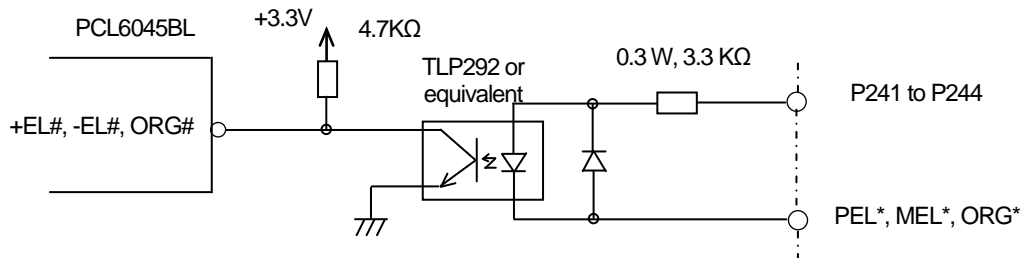 PCL6045BL
+3.3V
4.7KΩ
TLP292 or
equivalent
0.3 W, 3.3 KΩ
P241 to P244
+EL#, -EL#, ORG#
PEL*, MEL*, ORG*